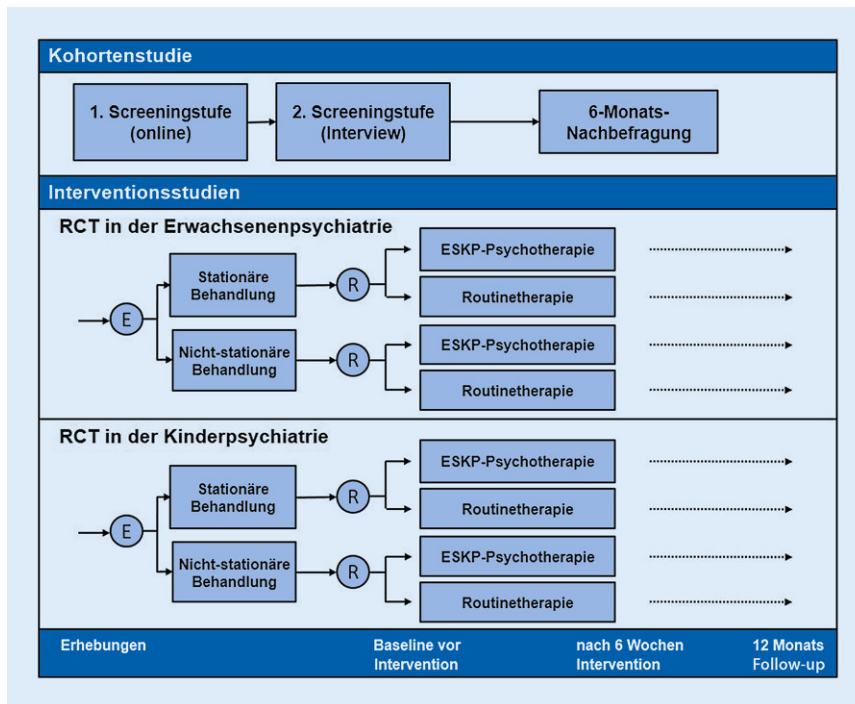 Kohortenstudie
1. Screeningstufe
(online)
2. Screeningstufe
(Interview)
6-Monats-
Nachbefragung
Interventionsstudien
RCT in der Erwachsenenpsychiatrie
E
Stationäre
Behandlung
R
ESKP-Psychotherapie
Routinetherapie
Nicht-stationäre
Behandlung
R
ESKP-Psychotherapie
Routinetherapie
RCT in der Kinderpsychiatrie
E
Stationäre
Behandlung
R
ESKP-Psychotherapie
Routinetherapie
Nicht-stationäre
Behandlung
R
ESKP-Psychotherapie
Routinetherapie
Erhebungen
Baseline vor
Intervention
nach 6 Wochen
Intervention
12 Monats
Follow-up